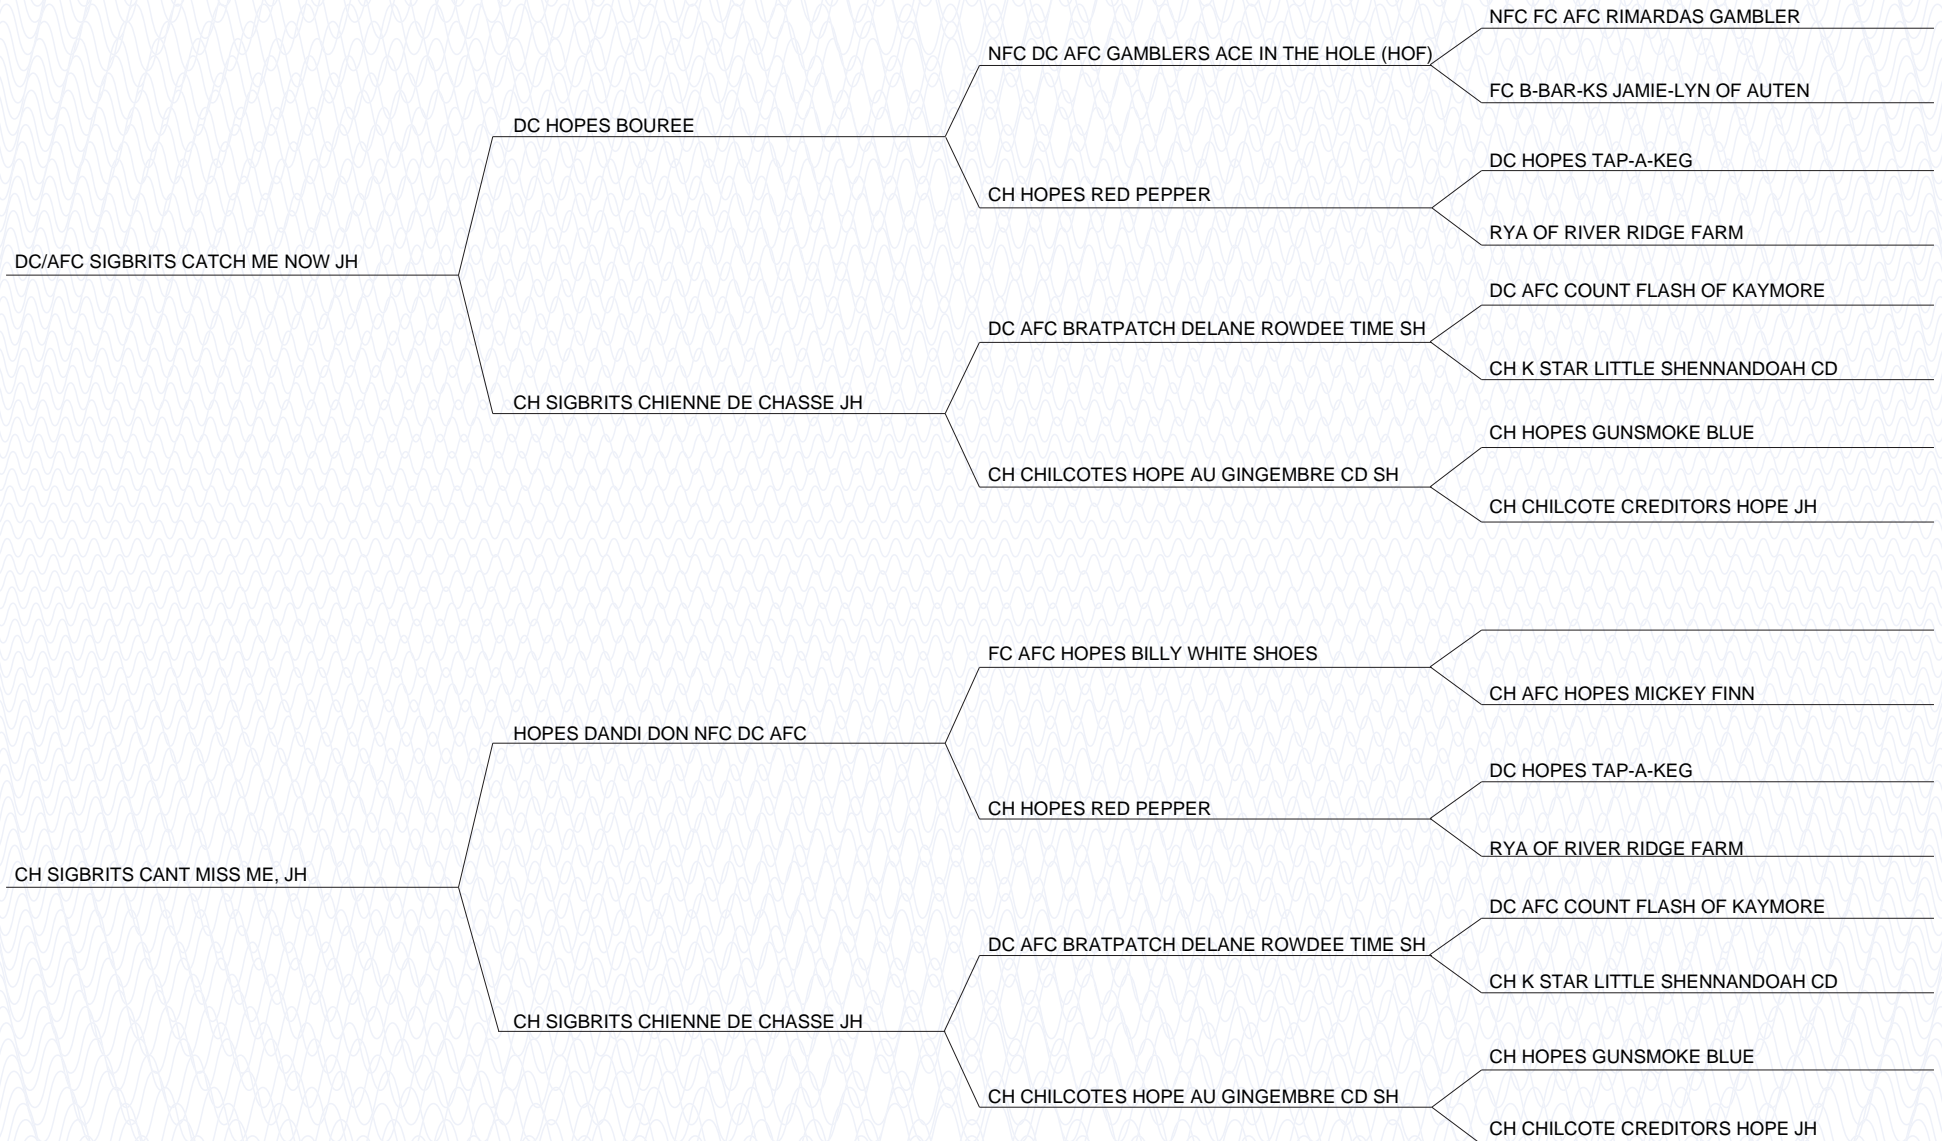 NFC FC AFC RIMARDAS GAMBLER
NFC DC AFC GAMBLERS ACE IN THE HOLE (HOF)
FC B-BAR-KS JAMIE-LYN OF AUTEN
DC HOPES BOUREE
DC HOPES TAP-A-KEG
CH HOPES RED PEPPER
RYA OF RIVER RIDGE FARM
DC/AFC SIGBRITS CATCH ME NOW JH
DC AFC COUNT FLASH OF KAYMORE
DC AFC BRATPATCH DELANE ROWDEE TIME SH
CH K STAR LITTLE SHENNANDOAH CD
CH SIGBRITS CHIENNE DE CHASSE JH
CH HOPES GUNSMOKE BLUE
CH CHILCOTES HOPE AU GINGEMBRE CD SH
CH CHILCOTE CREDITORS HOPE JH
FC AFC HOPES BILLY WHITE SHOES
CH AFC HOPES MICKEY FINN
HOPES DANDI DON NFC DC AFC
DC HOPES TAP-A-KEG
CH HOPES RED PEPPER
RYA OF RIVER RIDGE FARM
CH SIGBRITS CANT MISS ME, JH
DC AFC COUNT FLASH OF KAYMORE
DC AFC BRATPATCH DELANE ROWDEE TIME SH
CH K STAR LITTLE SHENNANDOAH CD
CH SIGBRITS CHIENNE DE CHASSE JH
CH HOPES GUNSMOKE BLUE
CH CHILCOTES HOPE AU GINGEMBRE CD SH
CH CHILCOTE CREDITORS HOPE JH